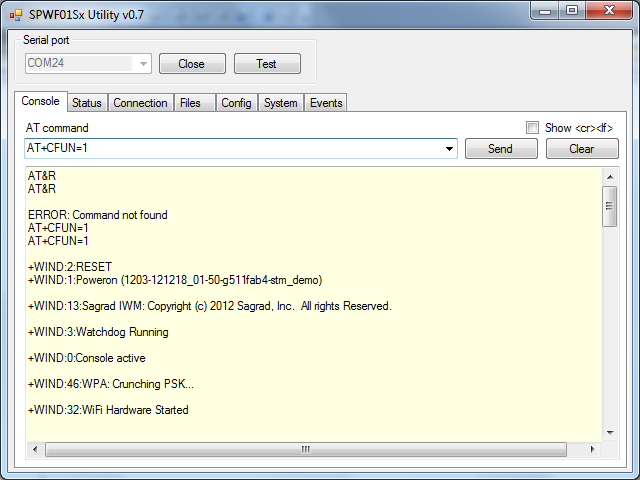 SPWF01Sx Utility v0.7
Serial port
COM24
Close
Test
Console
Status
Connection
Files
Config
System
Events
AT command
Show <cr><lf>
AT+CFUN=1
Send
Clear
AT&R
AT&R
ERROR: Command not found
AT+CFUN=1
AT+CFUN=1
+WIND:2:RESET
+WIND:1:Poweron (1203-121218_01-50-g511fab4-stm_demo)
+WIND:13:Sagrad IWM: Copyright (c) 2012 Sagrad, Inc.  All rights Reserved.
+WIND:3:Watchdog Running
+WIND:0:Console active
+WIND:46:WPA: Crunching PSK...
+WIND:32:WiFi Hardware Started